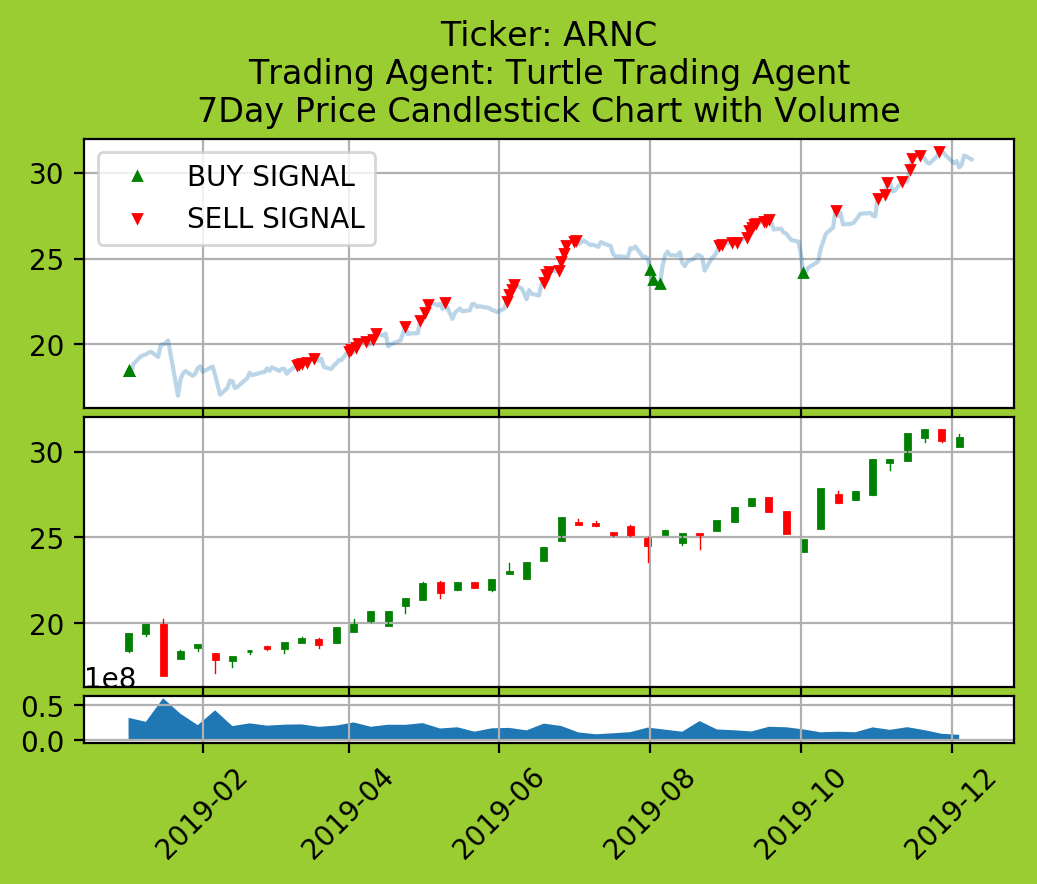 Ticker: ARNC
Trading Agent: Turtle Trading Agent
7Day Price Candlestick Chart with Volume
BUY SIGNAL
SELL SIGNAL
30
25
20
30
25
20
1e8
0.5
0.0
2019-02
2019-04
2019-06
2019-08
2019-10
2019-12